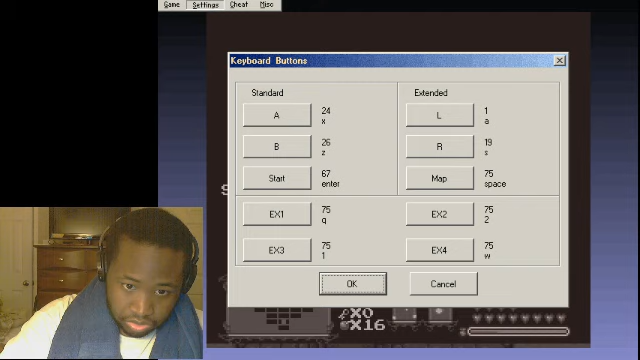 Game Settings Cheat Misc
Keyboard Buttons
Standard Extended
A 24 x L 1 a
B 26 z R 19 s
Start 67 enter Map 75 space
EX1 75 q EX2 75 2
EX3 75 1 EX4 75 w
OK Cancel
X0
X16